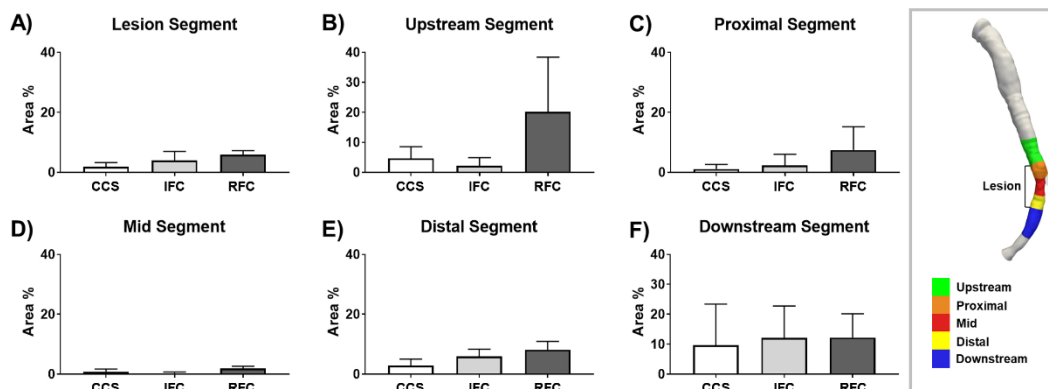 A) Lesion Segment
Area %
40
20
0
CCS IFC RFC
B) Upstream Segment
Area %
40
30
20
10
0
CCS IFC RFC
C) Proximal Segment
Area %
40
20
0
CCS IFC RFC
D) Mid Segment
Area %
40
20
0
CCS IFC RFC
E) Distal Segment
Area %
40
20
0
CCS IFC RFC
F) Downstream Segment
Area %
40
30
20
10
0
CCS IFC RFC
Lesion
Upstream
Proximal
Mid
Distal
Downstream